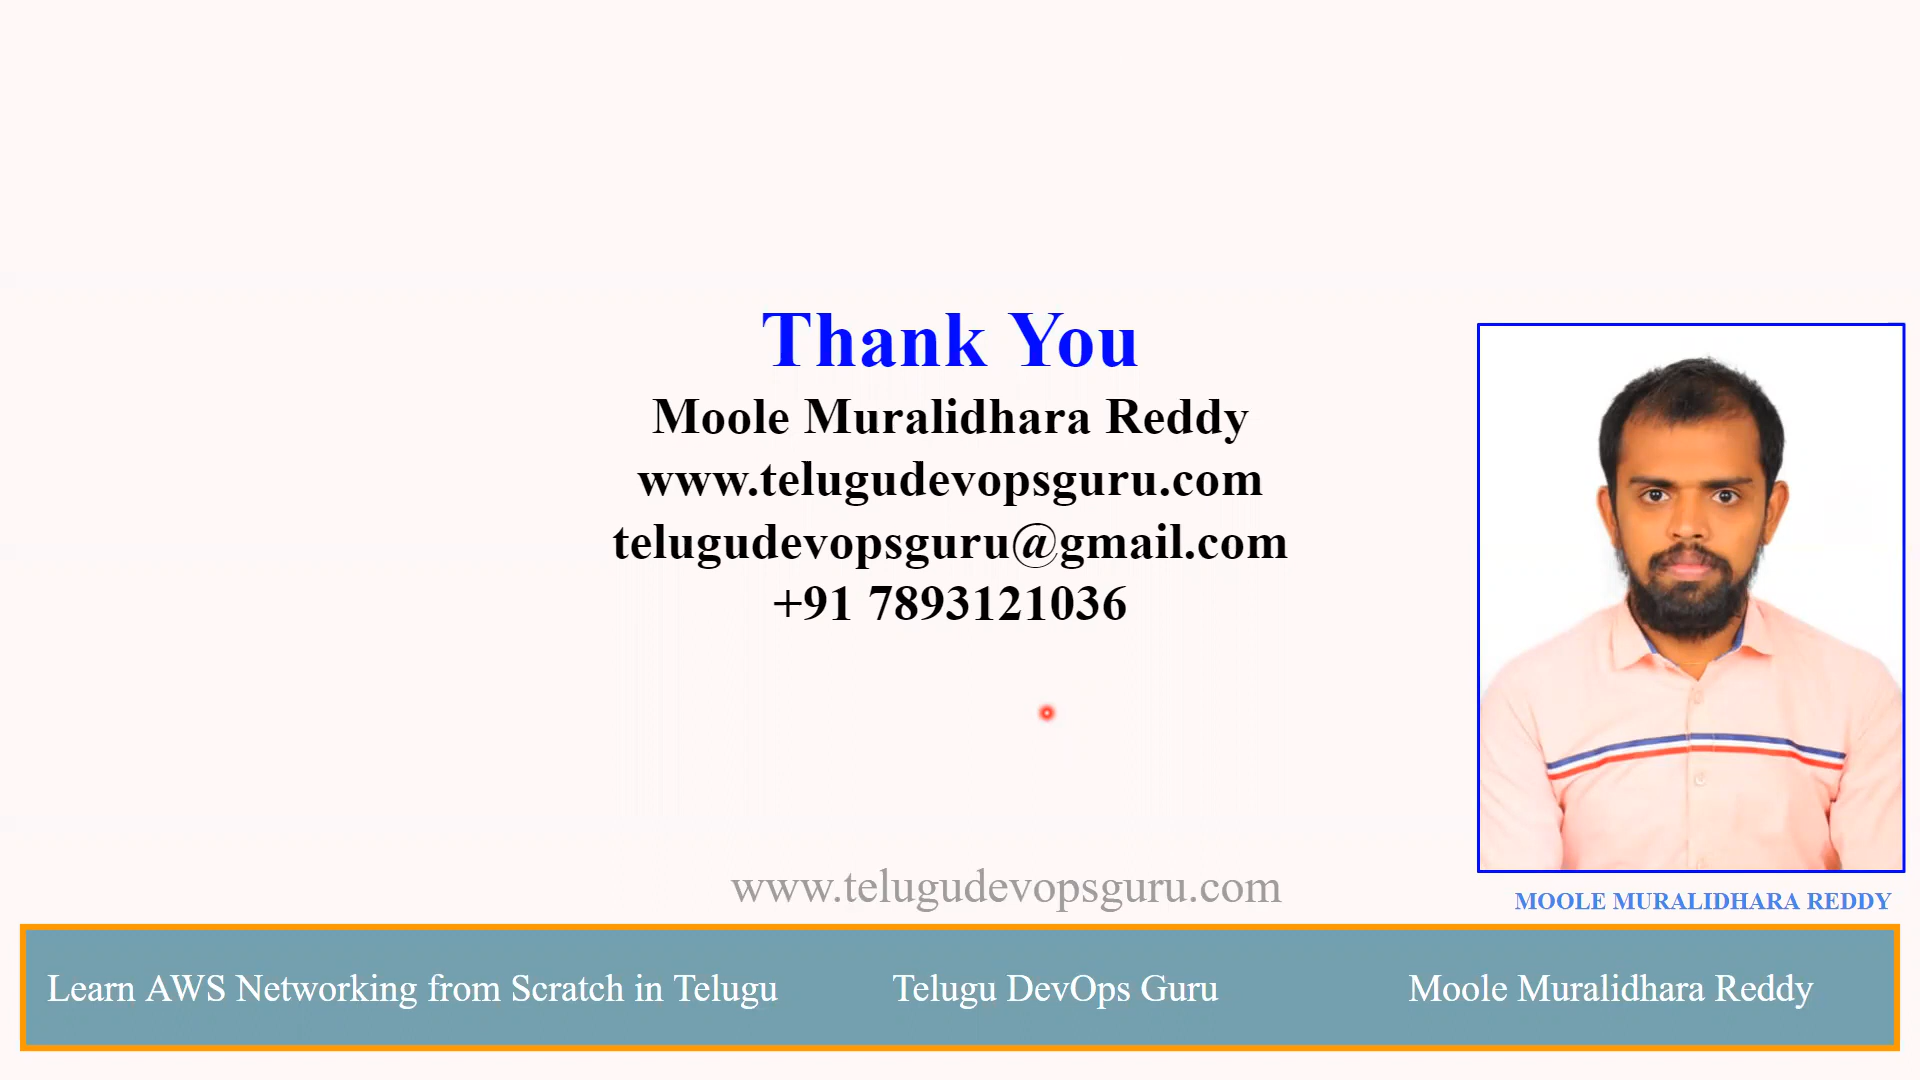 Thank You
Moole Muralidhara Reddy
www.telugudevopsguru.com
telugudevopsguru@gmail.com
+91 7893121036
www.telugudevopsguru.com
MOOLE MURALIDHARA REDDY
Learn AWS Networking from Scratch in Telugu
Telugu DevOps Guru
Moole Muralidhara Reddy